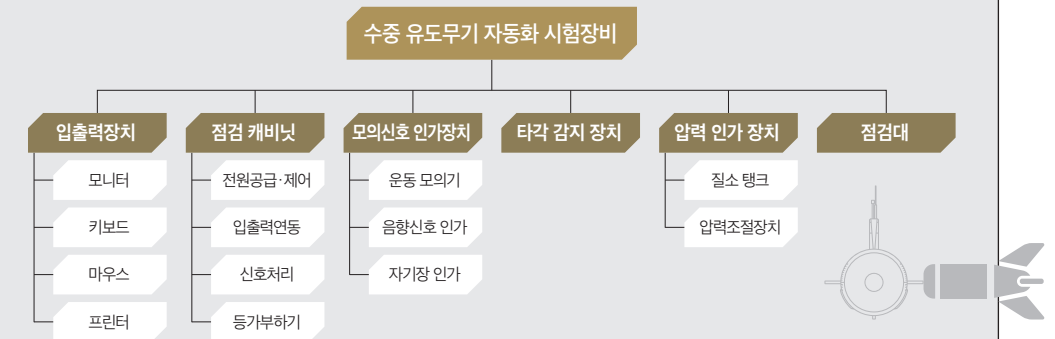 수중 유도무기 자동화 시험장비
입출력장치
모니터
키보드
마우스
프린터
점검 캐비닛
전원공급·제어
입출력연동
신호처리
등가부하기
모의신호 인가장치
운동 모의기
음향신호 인가
자기장 인가
타각 감지 장치
압력 인가 장치
질소 탱크
압력조절장치
점검대